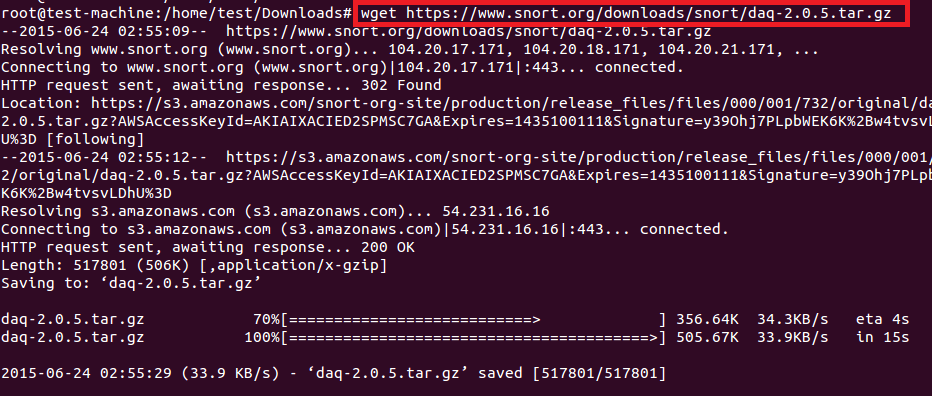 root@test-machine:/home/test/Downloads# wget https://www.snort.org/downloads/snort/daq-2.0.5.tar.gz
--2015-06-24 02:55:09-- https://www.snort.org/downloads/snort/daq-2.0.5.tar.gz
Resolving www.snort.org (www.snort.org)... 104.20.17.171, 104.20.18.171, 104.20.21.171, ...
Connecting to www.snort.org (www.snort.org)|104.20.17.171|:443... connected.
HTTP request sent, awaiting response... 302 Found
Location: https://s3.amazonaws.com/snort-org-site/production/release_files/files/000/001/732/original/da
2.0.5.tar.gz?AWSAccessKeyId=AKIAIXACIED2SPMSC7GA&Expires=1435100111&Signature=y39Ohj7PLpbWEK6K%2Bw4tvsvL
U%3D [following]
--2015-06-24 02:55:12-- https://s3.amazonaws.com/snort-org-site/production/release_files/files/000/001/
2/original/daq-2.0.5.tar.gz?AWSAccessKeyId=AKIAIXACIED2SPMSC7GA&Expires=1435100111&Signature=y39Ohj7PLpb
K6K%2Bw4tvsvLDhU%3D
Resolving s3.amazonaws.com (s3.amazonaws.com)... 54.231.16.16
Connecting to s3.amazonaws.com (s3.amazonaws.com)|54.231.16.16|:443... connected.
HTTP request sent, awaiting response... 200 OK
Length: 517801 (506K) [,application/x-gzip]
Saving to: ‘daq-2.0.5.tar.gz’
daq-2.0.5.tar.gz 70%[===========================> ] 356.64K 34.3KB/s eta 4s
daq-2.0.5.tar.gz 100%[========================================>] 505.67K 33.9KB/s in 15s
2015-06-24 02:55:29 (33.9 KB/s) - ‘daq-2.0.5.tar.gz’ saved [517801/517801]